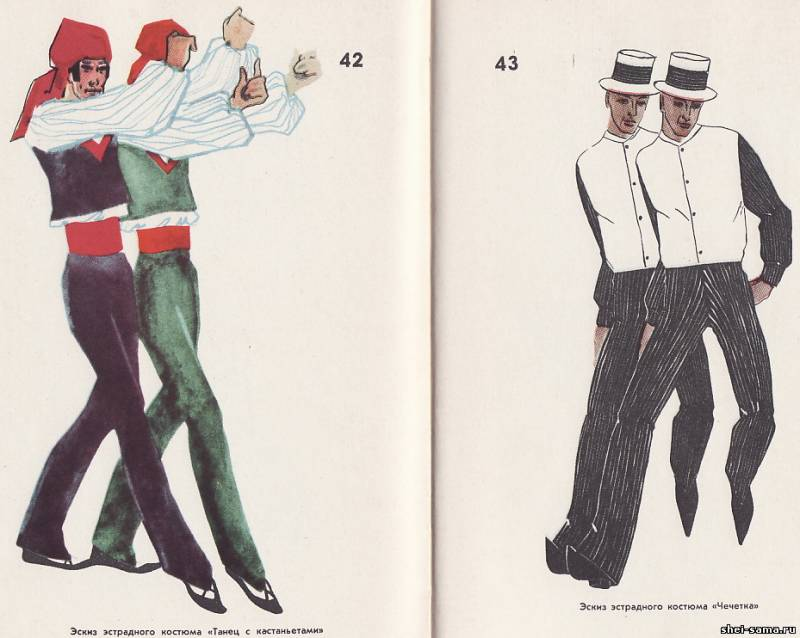 42
43
Эскиз эстрадного костюма «Танец с кастаньетами»
Эскиз эстрадного костюма «Чечетка»
shei-sama.ru